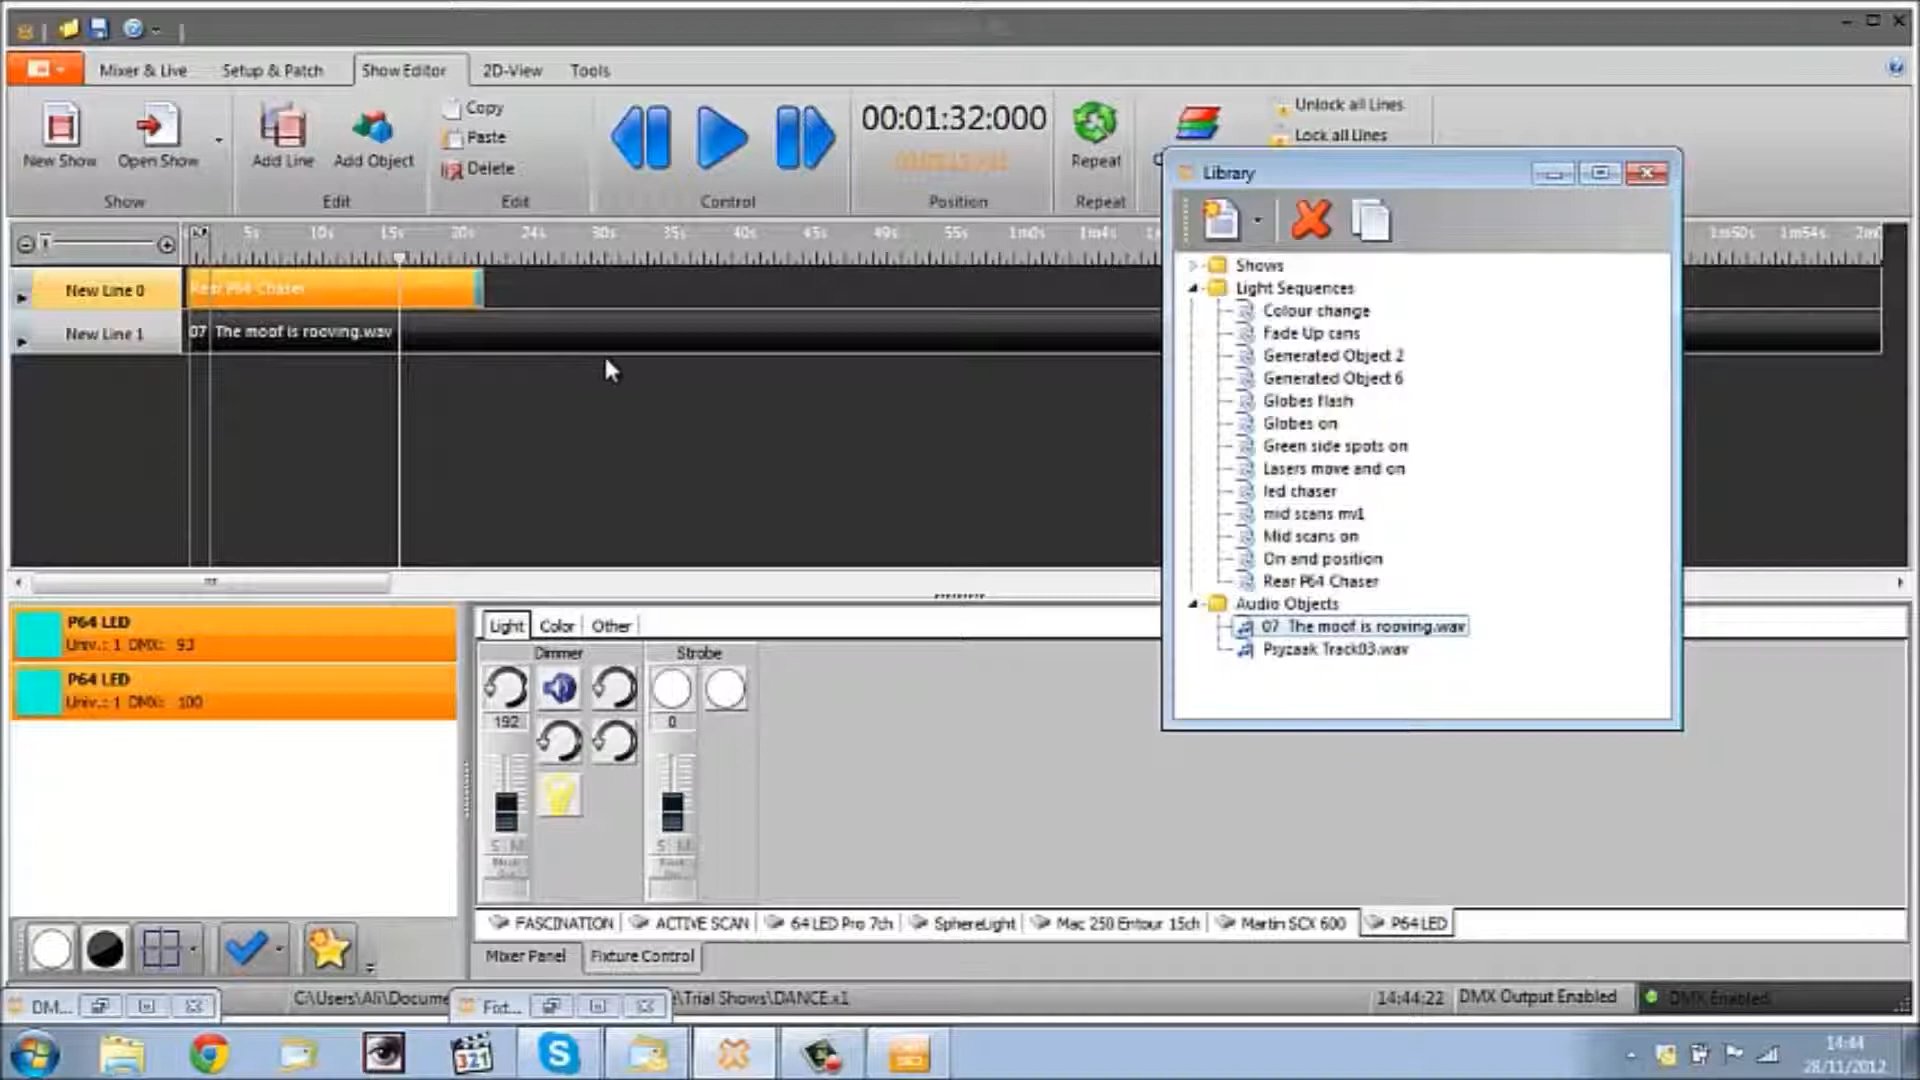 Mixer & Live
Setup & Patch
Show Editor
2D-View
Tools
New Show
Open Show
Add Line
Add Object
Copy
Paste
Delete
00:01:32:000
Repeat
Unlock all Lines
Lock all Lines
Show
Edit
Edit
Control
Position
Repeat
5s
10s
15s
20s
24s
30s
35s
40s
45s
49s
55s
1m0s
1m4s
1m50s
1m54s
New Line 0
Rear P64 Chaser
New Line 1
07 The moof is rooving.wav
Library
Shows
Light Sequences
Colour change
Fade Up cans
Generated Object 2
Generated Object 6
Globes flash
Globes on
Green side spots on
Lasers move and on
led chaser
mid scans mv1
Mid scans on
On and position
Rear P64 Chaser
Audio Objects
07 The moof is rooving.wav
Psyzaak Track03.wav
P64 LED
Univ.: 1 DMX: 93
P64 LED
Univ.: 1 DMX: 100
Light
Color
Other
Dimmer
Strobe
192
0
S M
S M
FASCINATION
ACTIVE SCAN
64 LED Pro 7ch
SphereLight
Mac 250 Entour 15ch
Martin SCX 600
P64 LED
Mixer Panel
Fixture Control
DM...
C:\Users\Ali\Docume
Fixt...
\Trial Shows\DANCE.x1
14:44:22
DMX Output Enabled
DMX Enabled
321
14:44
28/11/2012